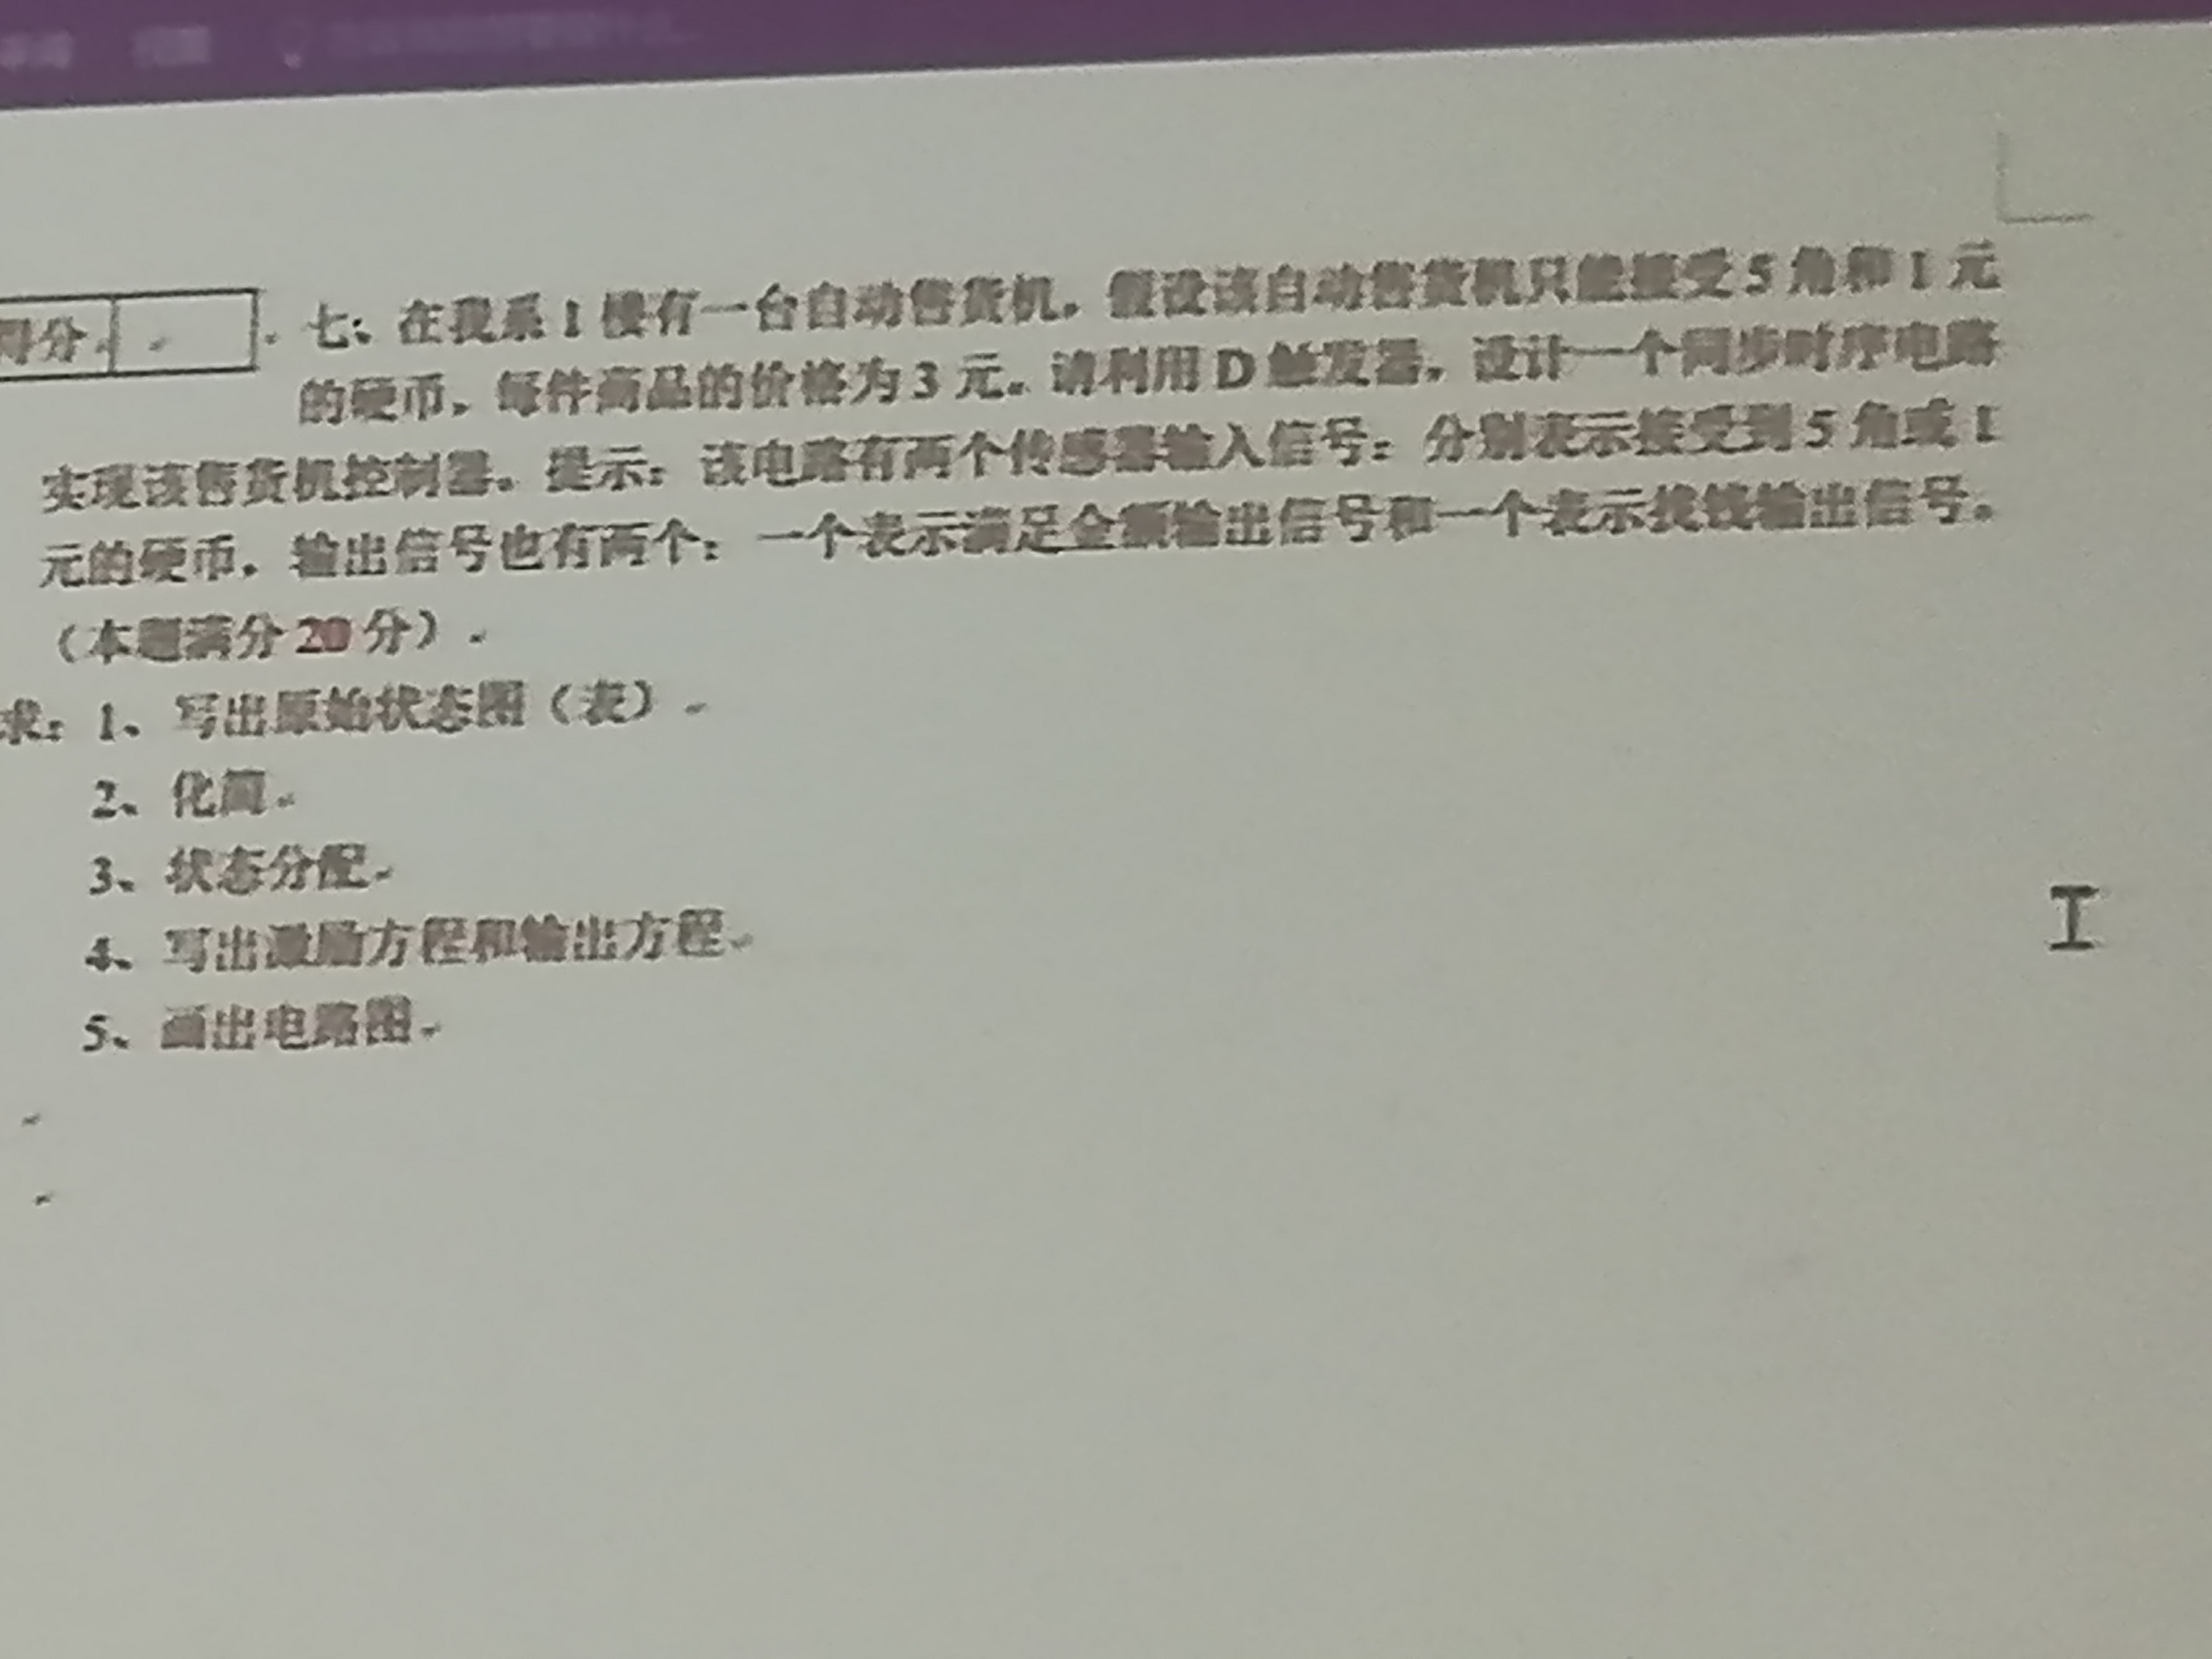 得分
七、在我系1楼有一台自动售货机，假设该自动售货机只能接受5角和1元
的硬币，每件商品的价格为3元。请利用D触发器，设计一个同步时序电路
实现该售货机控制器。提示：该电路有两个传感器输入信号：分别表示接受到5角或1
元的硬币，输出信号也有两个：一个表示满足金额输出信号和一个表示找钱输出信号。
（本题满分20分）
求：1、写出原始状态图（表）
2、化简
3、状态分配
4、写出激励方程和输出方程
5、画出电路图